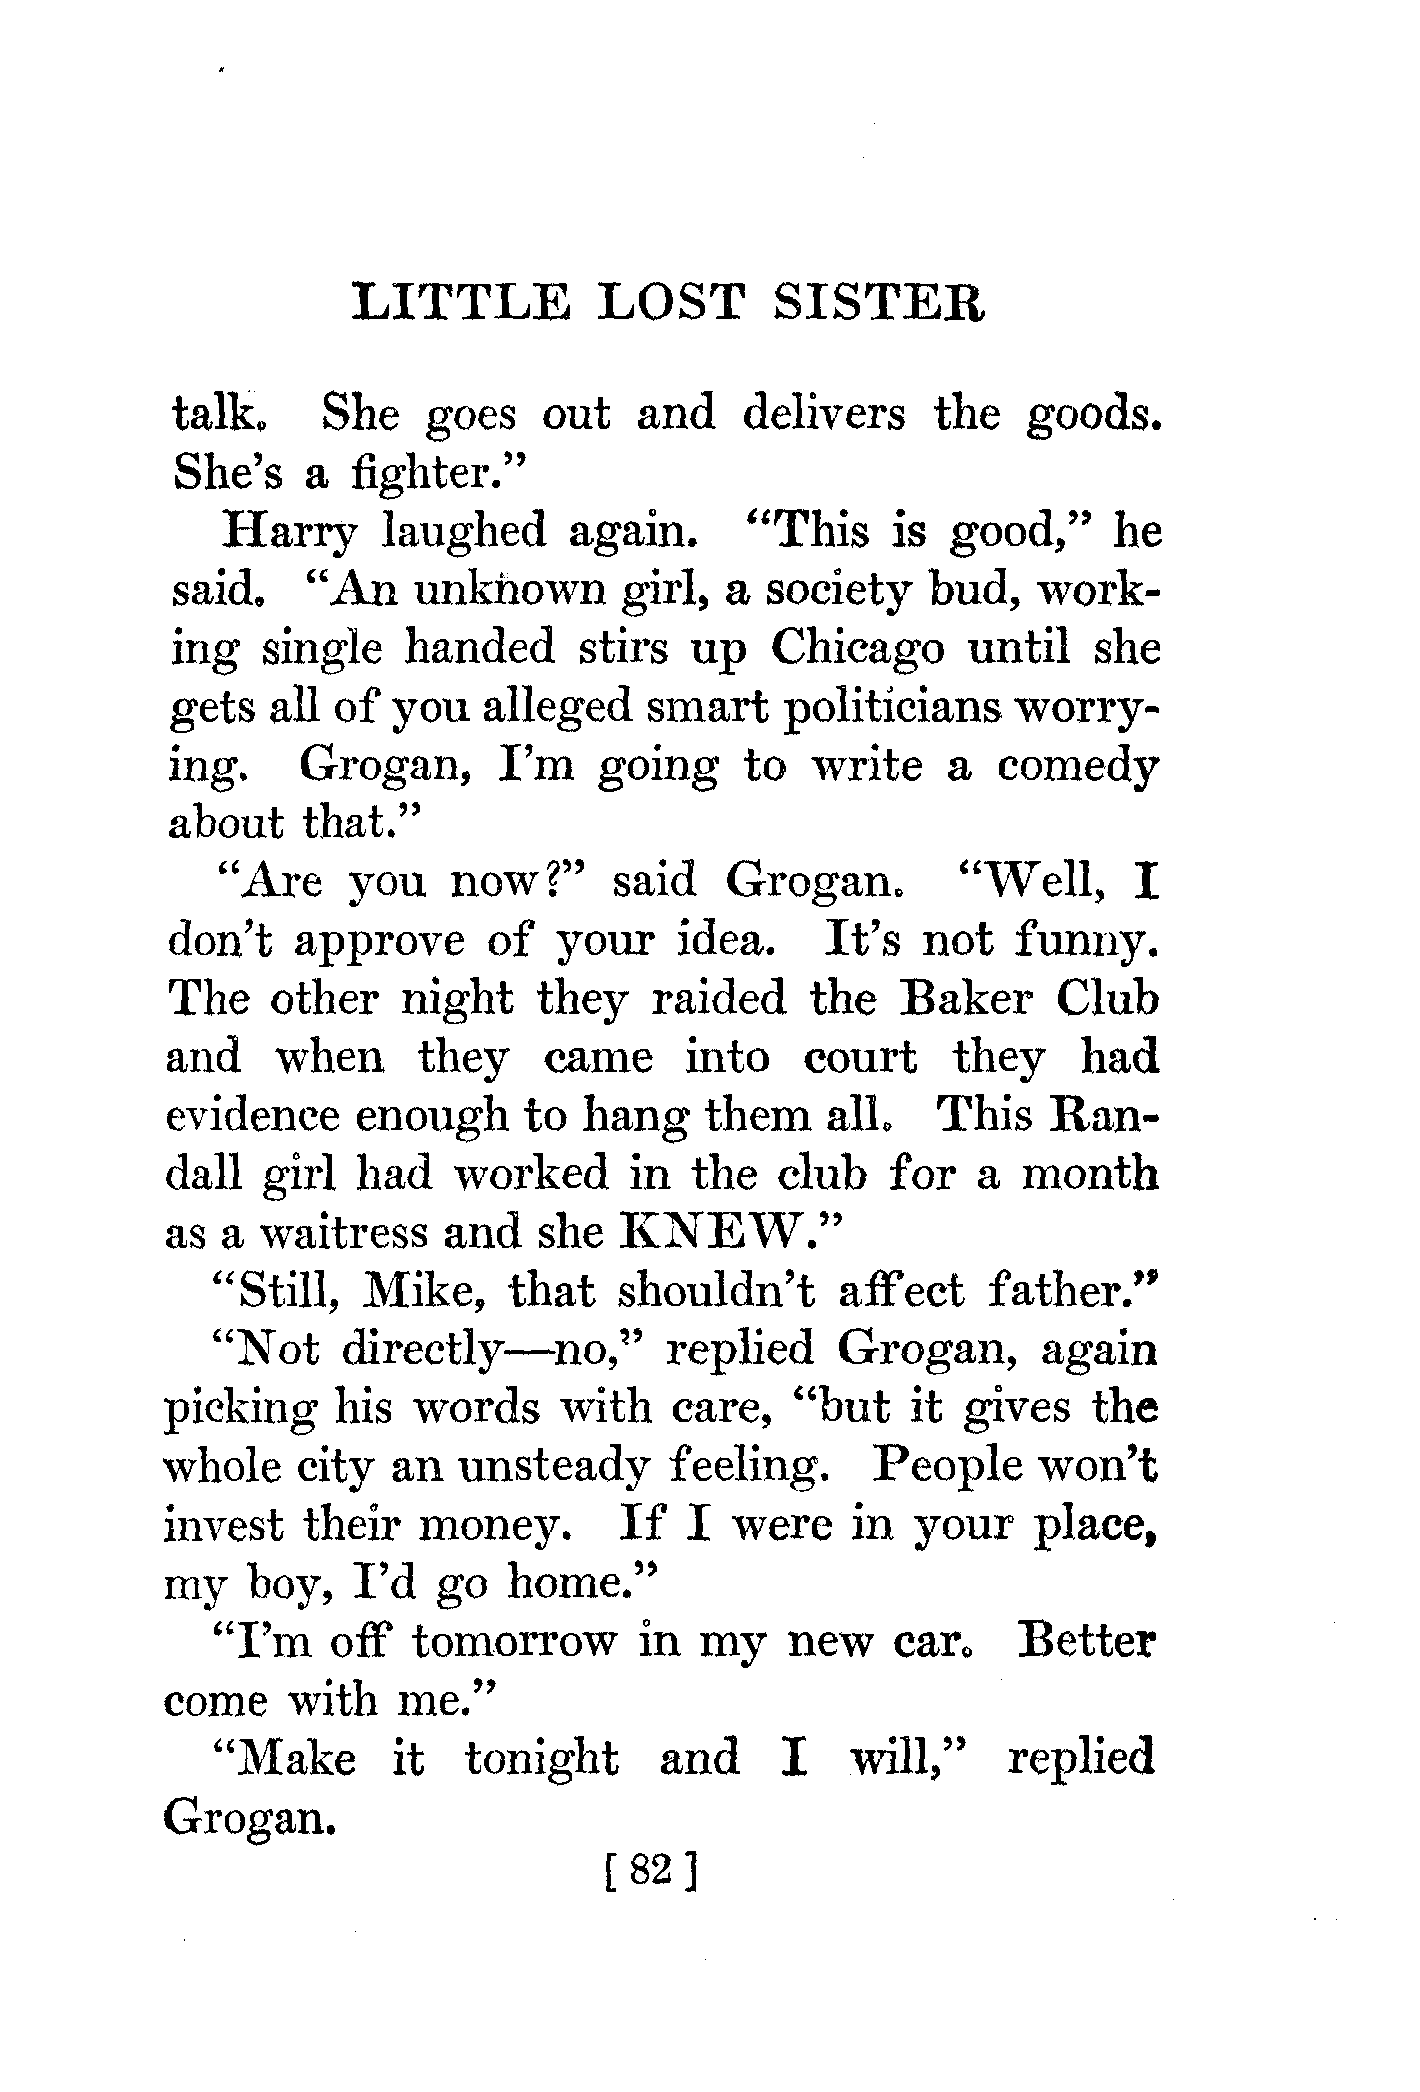 LITTLE LOST SISTER
talk. She goes out and delivers the goods.
She's a fighter."
Harry laughed again. "This is good," he
said. "An unknown girl, a society bud, work-
ing single handed stirs up Chicago until she
gets all of you alleged smart politicians worry-
ing. Grogan, I'm going to write a comedy
about that."
"Are you now?" said Grogan. "Well, I
don't approve of your idea. It's not funny.
The other night they raided the Baker Club
and when they came into court they had
evidence enough to hang them all. This Ran-
dall girl had worked in the club for a month
as a waitress and she KNEW."
"Still, Mike, that shouldn't affect father."
"Not directly—no," replied Grogan, again
picking his words with care, "but it gives the
whole city an unsteady feeling. People won't
invest their money. If I were in your place,
my boy, I'd go home."
"I'm off tomorrow in my new car. Better
come with me."
"Make it tonight and I will," replied
Grogan.
[ 82 ]